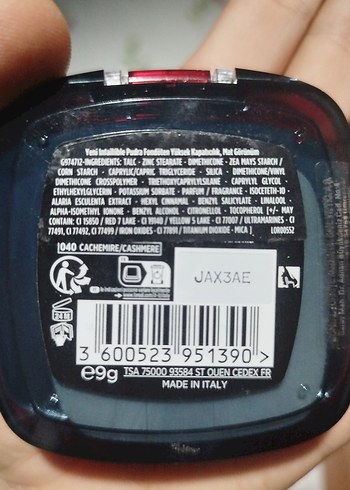 Yeni Infaillible Pudra Fondöten Yüksek Kapatıcılık, Mat Görünüm
G974712-INGREDIENTS: TALC - ZINC STEARATE - DIMETHICONE - ZEA MAYS STARCH /
CORN STARCH - CAPRYLIC/CAPRIC TRIGLYCERIDE - SILICA - DIMETHICONE/VINYL
DIMETHICONE CROSSPOLYMER - TRIETHOXYCAPRYLYLSILANE - CAPRYLYL GLYCOL -
ETHYLHEXYLGLYCERIN - POTASSIUM SORBATE - PARFUM / FRAGRANCE - ISOCETETH-10 -
ALARIA ESCULENTA EXTRACT - HEXYL CINNAMAL - BENZYL SALICYLATE - LINALOOL -
ALPHA-ISOMETHYL IONONE - BENZYL ALCOHOL - CITRONELLOL - TOCOPHEROL [+/- MAY
CONTAIN: CI 15850 / RED 7 LAKE - CI 19140 / YELLOW 5 LAKE - CI 77007 / ULTRAMARINES - CI
77491, CI 77492, CI 77499 / IRON OXIDES - CI 77891 / TITANIUM DIOXIDE - MICA ]
LOR00552
040 CACHEMIRE/CASHMERE
JAX3AE
24 M
3 600523 951390 >
e9g
TSA 75000 93584 ST OUEN CEDEX FR
MADE IN ITALY